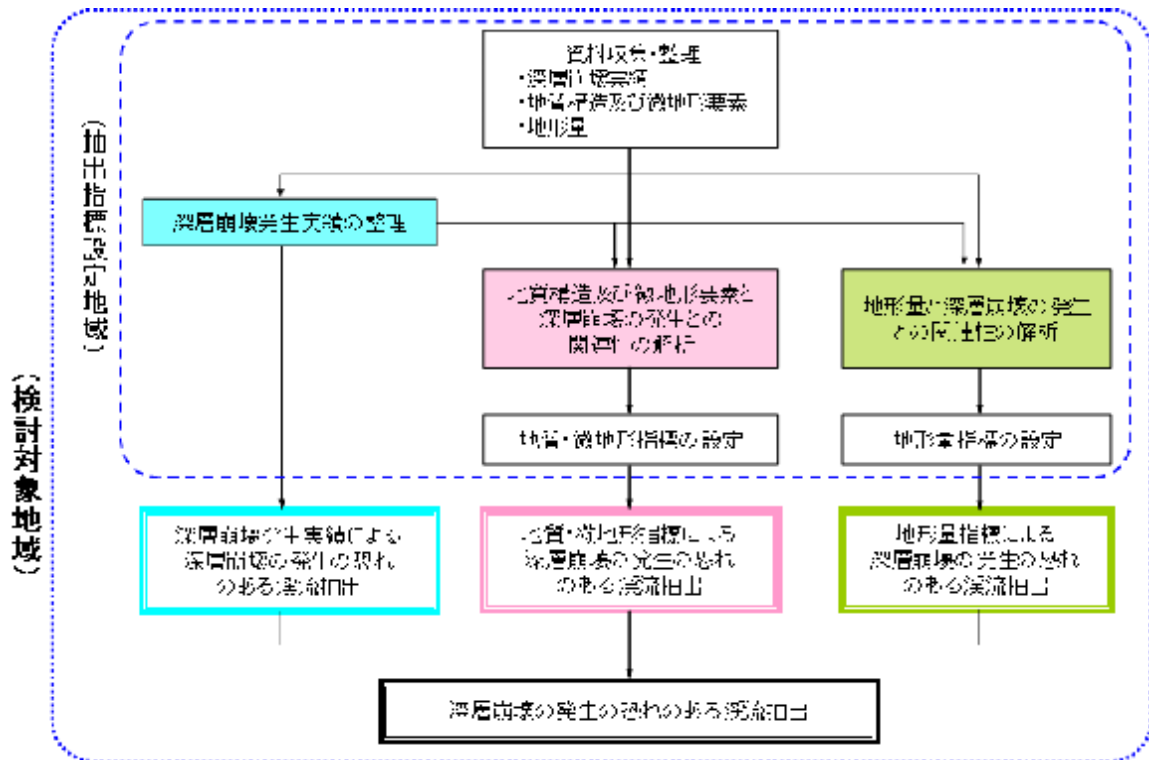 資料収集・整理
・深層崩壊実績
・地質構造及び微地形要素
・地形量
(抽出指標設定地域)
深層崩壊発生実績の整理
地質構造及び微地形要素と
深層崩壊の発生との
関連性の解析
地形量と深層崩壊の発生
との関連性の解析
(検討対象地域)
地質・微地形指標の設定
地形量指標の設定
深層崩壊発生実績による
深層崩壊の発生の恐れ
のある渓流抽出
地質・微地形指標による
深層崩壊の発生の恐れ
のある渓流抽出
地形量指標による
深層崩壊の発生の恐れ
のある渓流抽出
深層崩壊の発生の恐れのある渓流抽出